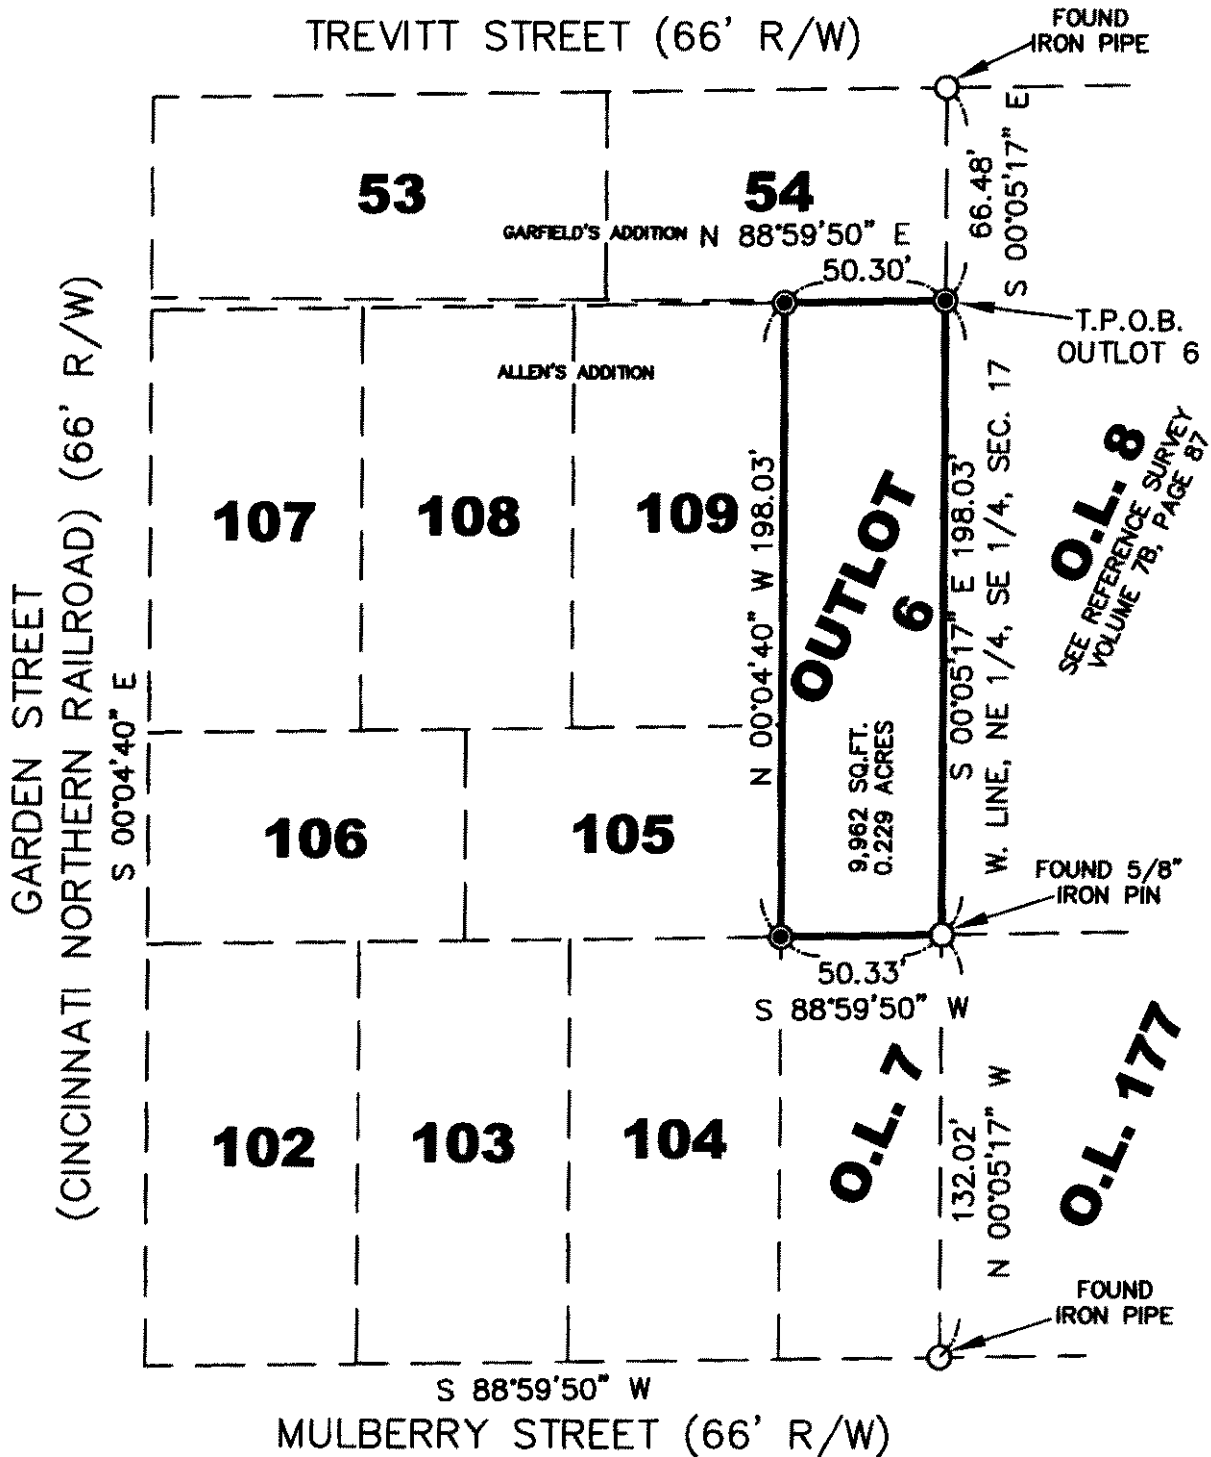 TREVITT STREET (66' R/W)
FOUND
IRON PIPE
53
54
66.48'
S 00°05'17" E
GARFIELD'S ADDITION
N 88°59'50" E
50.30'
T.P.O.B.
OUTLOT 6
ALLEN'S ADDITION
GARDEN STREET
(CINCINNATI NORTHERN RAILROAD) (66' R/W)
S 00°04'40" E
107
108
109
N 00°04'40" W 198.03'
OUTLOT
6
9,962 SQ.FT.
0.229 ACRES
S 00°05'17" E 198.03'
W. LINE, NE 1/4, SE 1/4, SEC. 17
O.L. 8
SEE REFERENCE SURVEY
VOLUME 7B, PAGE 87
106
105
FOUND 5/8"
IRON PIN
50.33'
S 88°59'50" W
102
103
104
O.L. 7
132.02'
N 00°05'17" W
O.L. 177
FOUND
IRON PIPE
S 88°59'50" W
MULBERRY STREET (66' R/W)